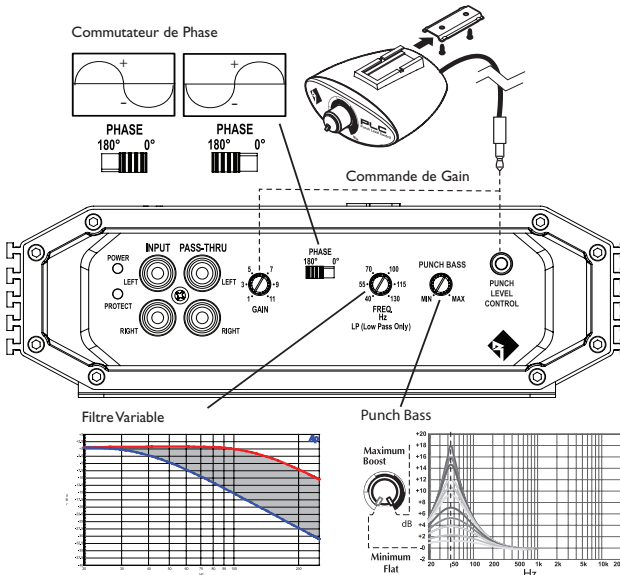 Commutateur de Phase
+ +
- -
PHASE PHASE
180° 0° 180° 0°
PLC
Commande de Gain
POWER
PROTECT
INPUT PASS-THRU
LEFT LEFT
RIGHT RIGHT
5 7
3 9
1 11
GAIN
PHASE
180° 0°
70 100
55 115
40 130
FREQ.
Hz
LP (Low Pass Only)
PUNCH BASS
MIN MAX
PUNCH
LEVEL
CONTROL
Filtre Variable
Ap
Punch Bass
Maximum
Boost
dB
Minimum
Flat
+20
+18
+16
+14
+12
+10
+8
+6
+4
+2
-0
-2
20 50 100 200 500 1k 2k 5k 10k
Hz